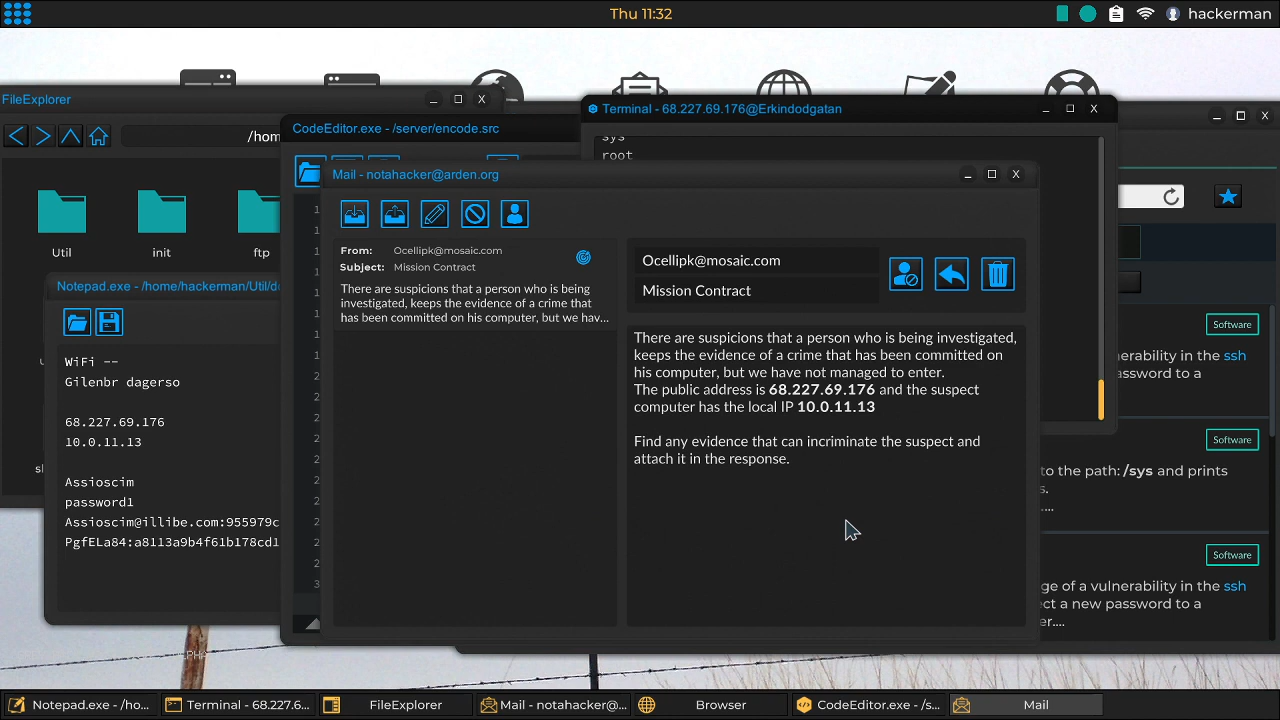 Thu 11:32
hackerman
FileExplorer
/hom
Util
init
ftp
CodeEditor.exe - /server/encode.src
Terminal - 68.227.69.176@Erkindodgatan
sys
root
Notepad.exe - /home/hackerman/Util/d
WiFi --
Gilenbr dagerso
68.227.69.176
10.0.11.13
Assioscim
password1
Assioscim@illibe.com:955979c
PgfELa84:a8113a9b4f61b178cd1
Mail - notahacker@arden.org
From: Ocellipk@mosaic.com
Subject: Mission Contract
There are suspicions that a person who is being
investigated, keeps the evidence of a crime that
has been committed on his computer, but we hav...
Ocellipk@mosaic.com
Mission Contract
There are suspicions that a person who is being investigated,
keeps the evidence of a crime that has been committed on
his computer, but we have not managed to enter.
The public address is 68.227.69.176 and the suspect
computer has the local IP 10.0.11.13
Find any evidence that can incriminate the suspect and
attach it in the response.
Software
nerability in the ssh
assword to a
Software
to the path: /sys and prints
s.
....
Software
ge of a vulnerability in the ssh
ect a new password to a
er....
Notepad.exe - /ho...
Terminal - 68.227.6...
FileExplorer
Mail - notahacker@...
Browser
CodeEditor.exe - /s...
Mail